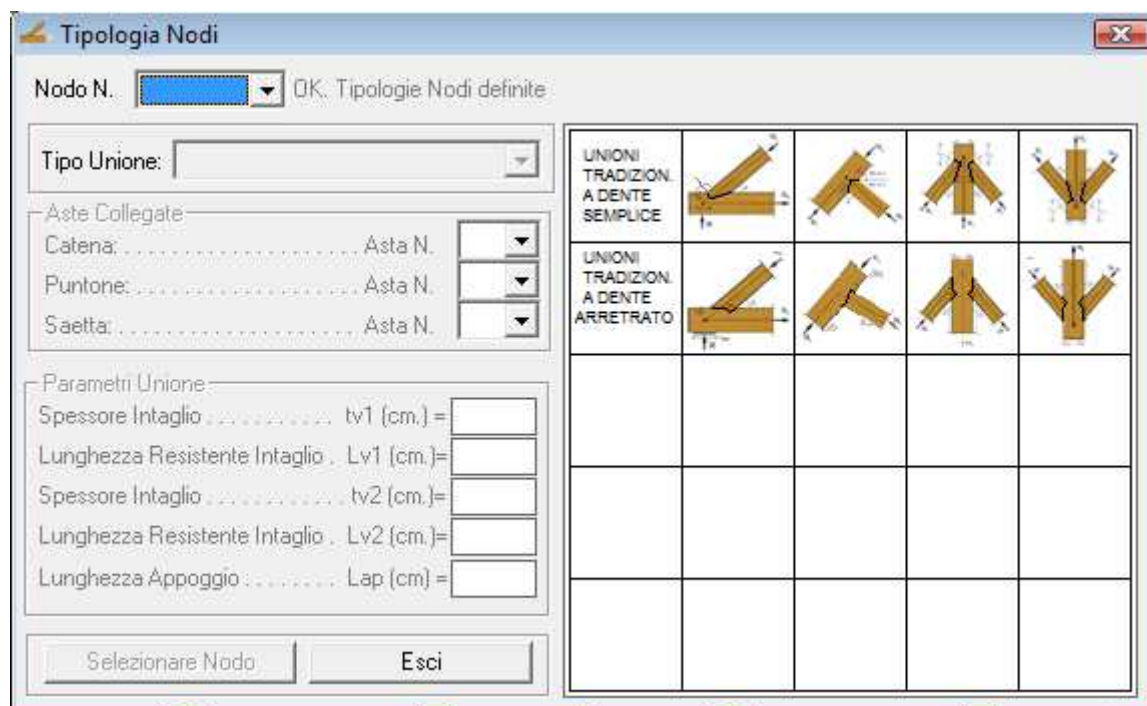 Tipologia Nodi
Nodo N. OK. Tipologie Nodi definite
Tipo Unione:
Aste Collegate
Catena: . . . . . . . . . . . . . . . . . . . . Asta N.
Puntone: . . . . . . . . . . . . . . . . . . . Asta N.
Saetta: . . . . . . . . . . . . . . . . . . . . Asta N.
Parametri Unione
Spessore Intaglio . . . . . . . . . . . tv1 (cm.) =
Lunghezza Resistente Intaglio . Lv1 (cm.)=
Spessore Intaglio . . . . . . . . . . . . tv2 (cm.)=
Lunghezza Resistente Intaglio . Lv2 (cm.)=
Lunghezza Appoggio . . . . . . . . Lap (cm) =
Selezionare Nodo
Esci
UNIONI
TRADIZION.
A DENTE
SEMPLICE
UNIONI
TRADIZION.
A DENTE
ARRETRATO